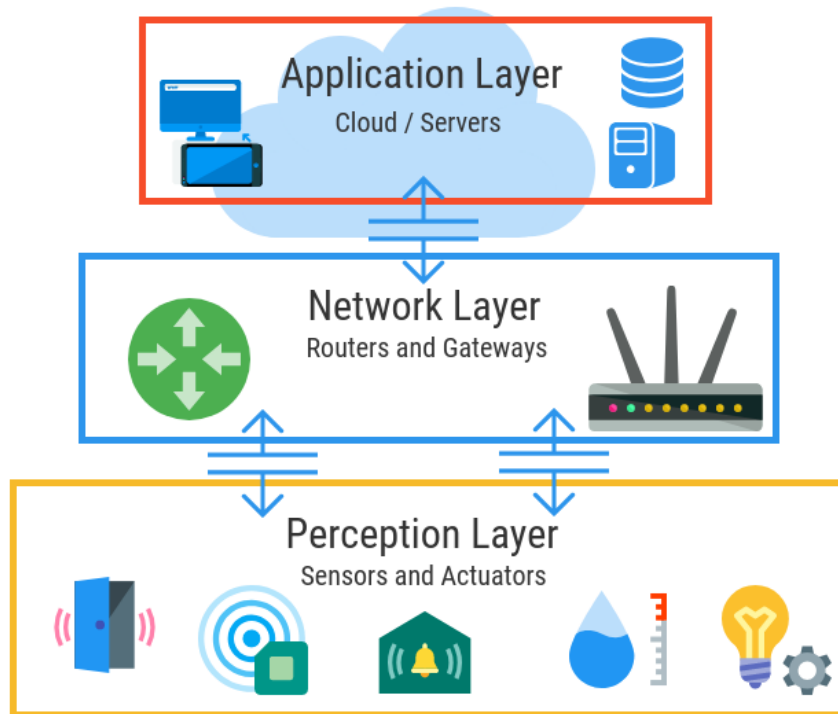 Application Layer
Cloud / Servers
Network Layer
Routers and Gateways
Perception Layer
Sensors and Actuators